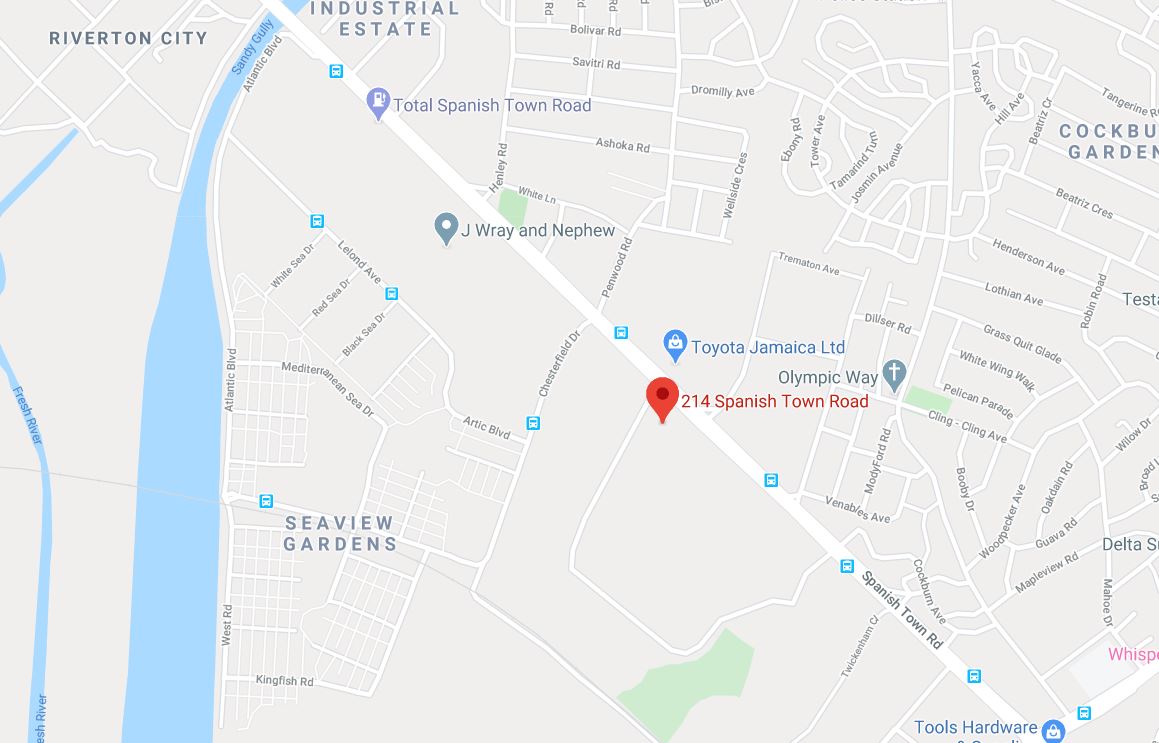 INDUSTRIAL
ESTATE
RIVERTON CITY
Sandy Gully
Atlantic Blvd
Bolivar Rd
Savitri Rd
Dromilly Ave
Total Spanish Town Road
Yacca Ave
Hill Ave
Beatriz Cr
Tangerine
COCKBU
GARDEN
Ashoka Rd
Ebony Rd
Tower Ave
Tamarind Turn
Josmin Avenue
Henley Rd
White Ln
Wellside Cres
Beatriz Cres
J Wray and Nephew
Lelond Ave
White Sea Dr
Red Sea Dr
Black Sea Dr
Penwood Rd
Trematon Ave
Henderson Ave
Lothian Ave
Robin Road
Testa
Dillser Rd
Grass Quit Glade
White Wing Walk
Toyota Jamaica Ltd
Olympic Way
Pelican Parade
214 Spanish Town Road
Chesterfield Dr
Atlantic Blvd
Mediterranean Sea Dr
Fresh River
Artic Blvd
Cling - Cling Ave
Wilow Dr
ModyFord Rd
Booby Dr
Oakdain Rd
Broad L
Venables Ave
Woodpecker Ave
Guava Rd
SEAVIEW
GARDENS
Delta Su
Mapleview Rd
Cockburn Ave
Spanish Town Rd
Mahoe Dr
West Rd
Twickenham Cl
Whispe
Kingfish Rd
esh River
Tools Hardware